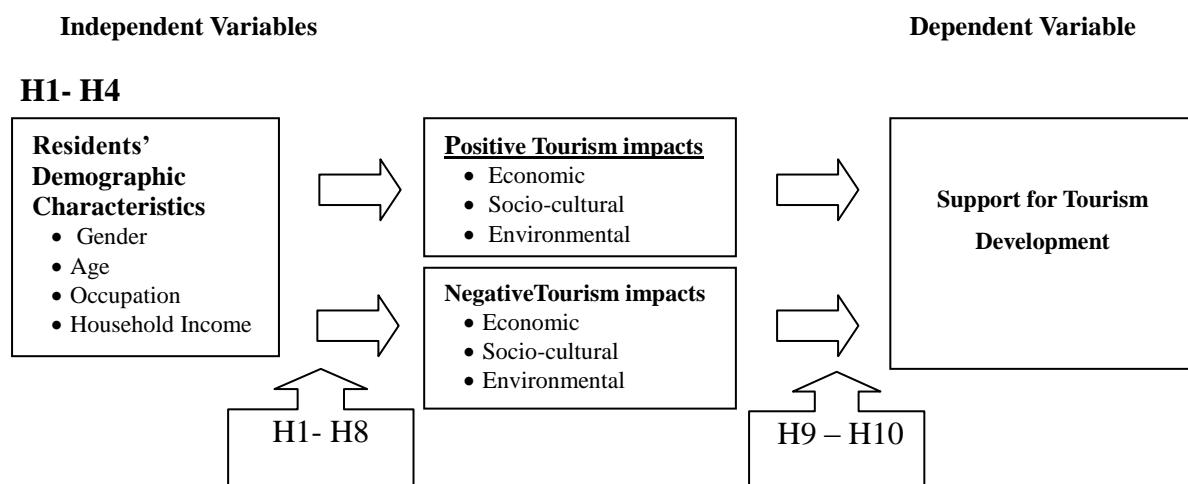 Independent Variables
Dependent Variable
H1- H4
Residents’
Demographic
Characteristics
• Gender
• Age
• Occupation
• Household Income
Positive Tourism impacts
• Economic
• Socio-cultural
• Environmental
NegativeTourism impacts
• Economic
• Socio-cultural
• Environmental
Support for Tourism
Development
H1- H8
H9 – H10